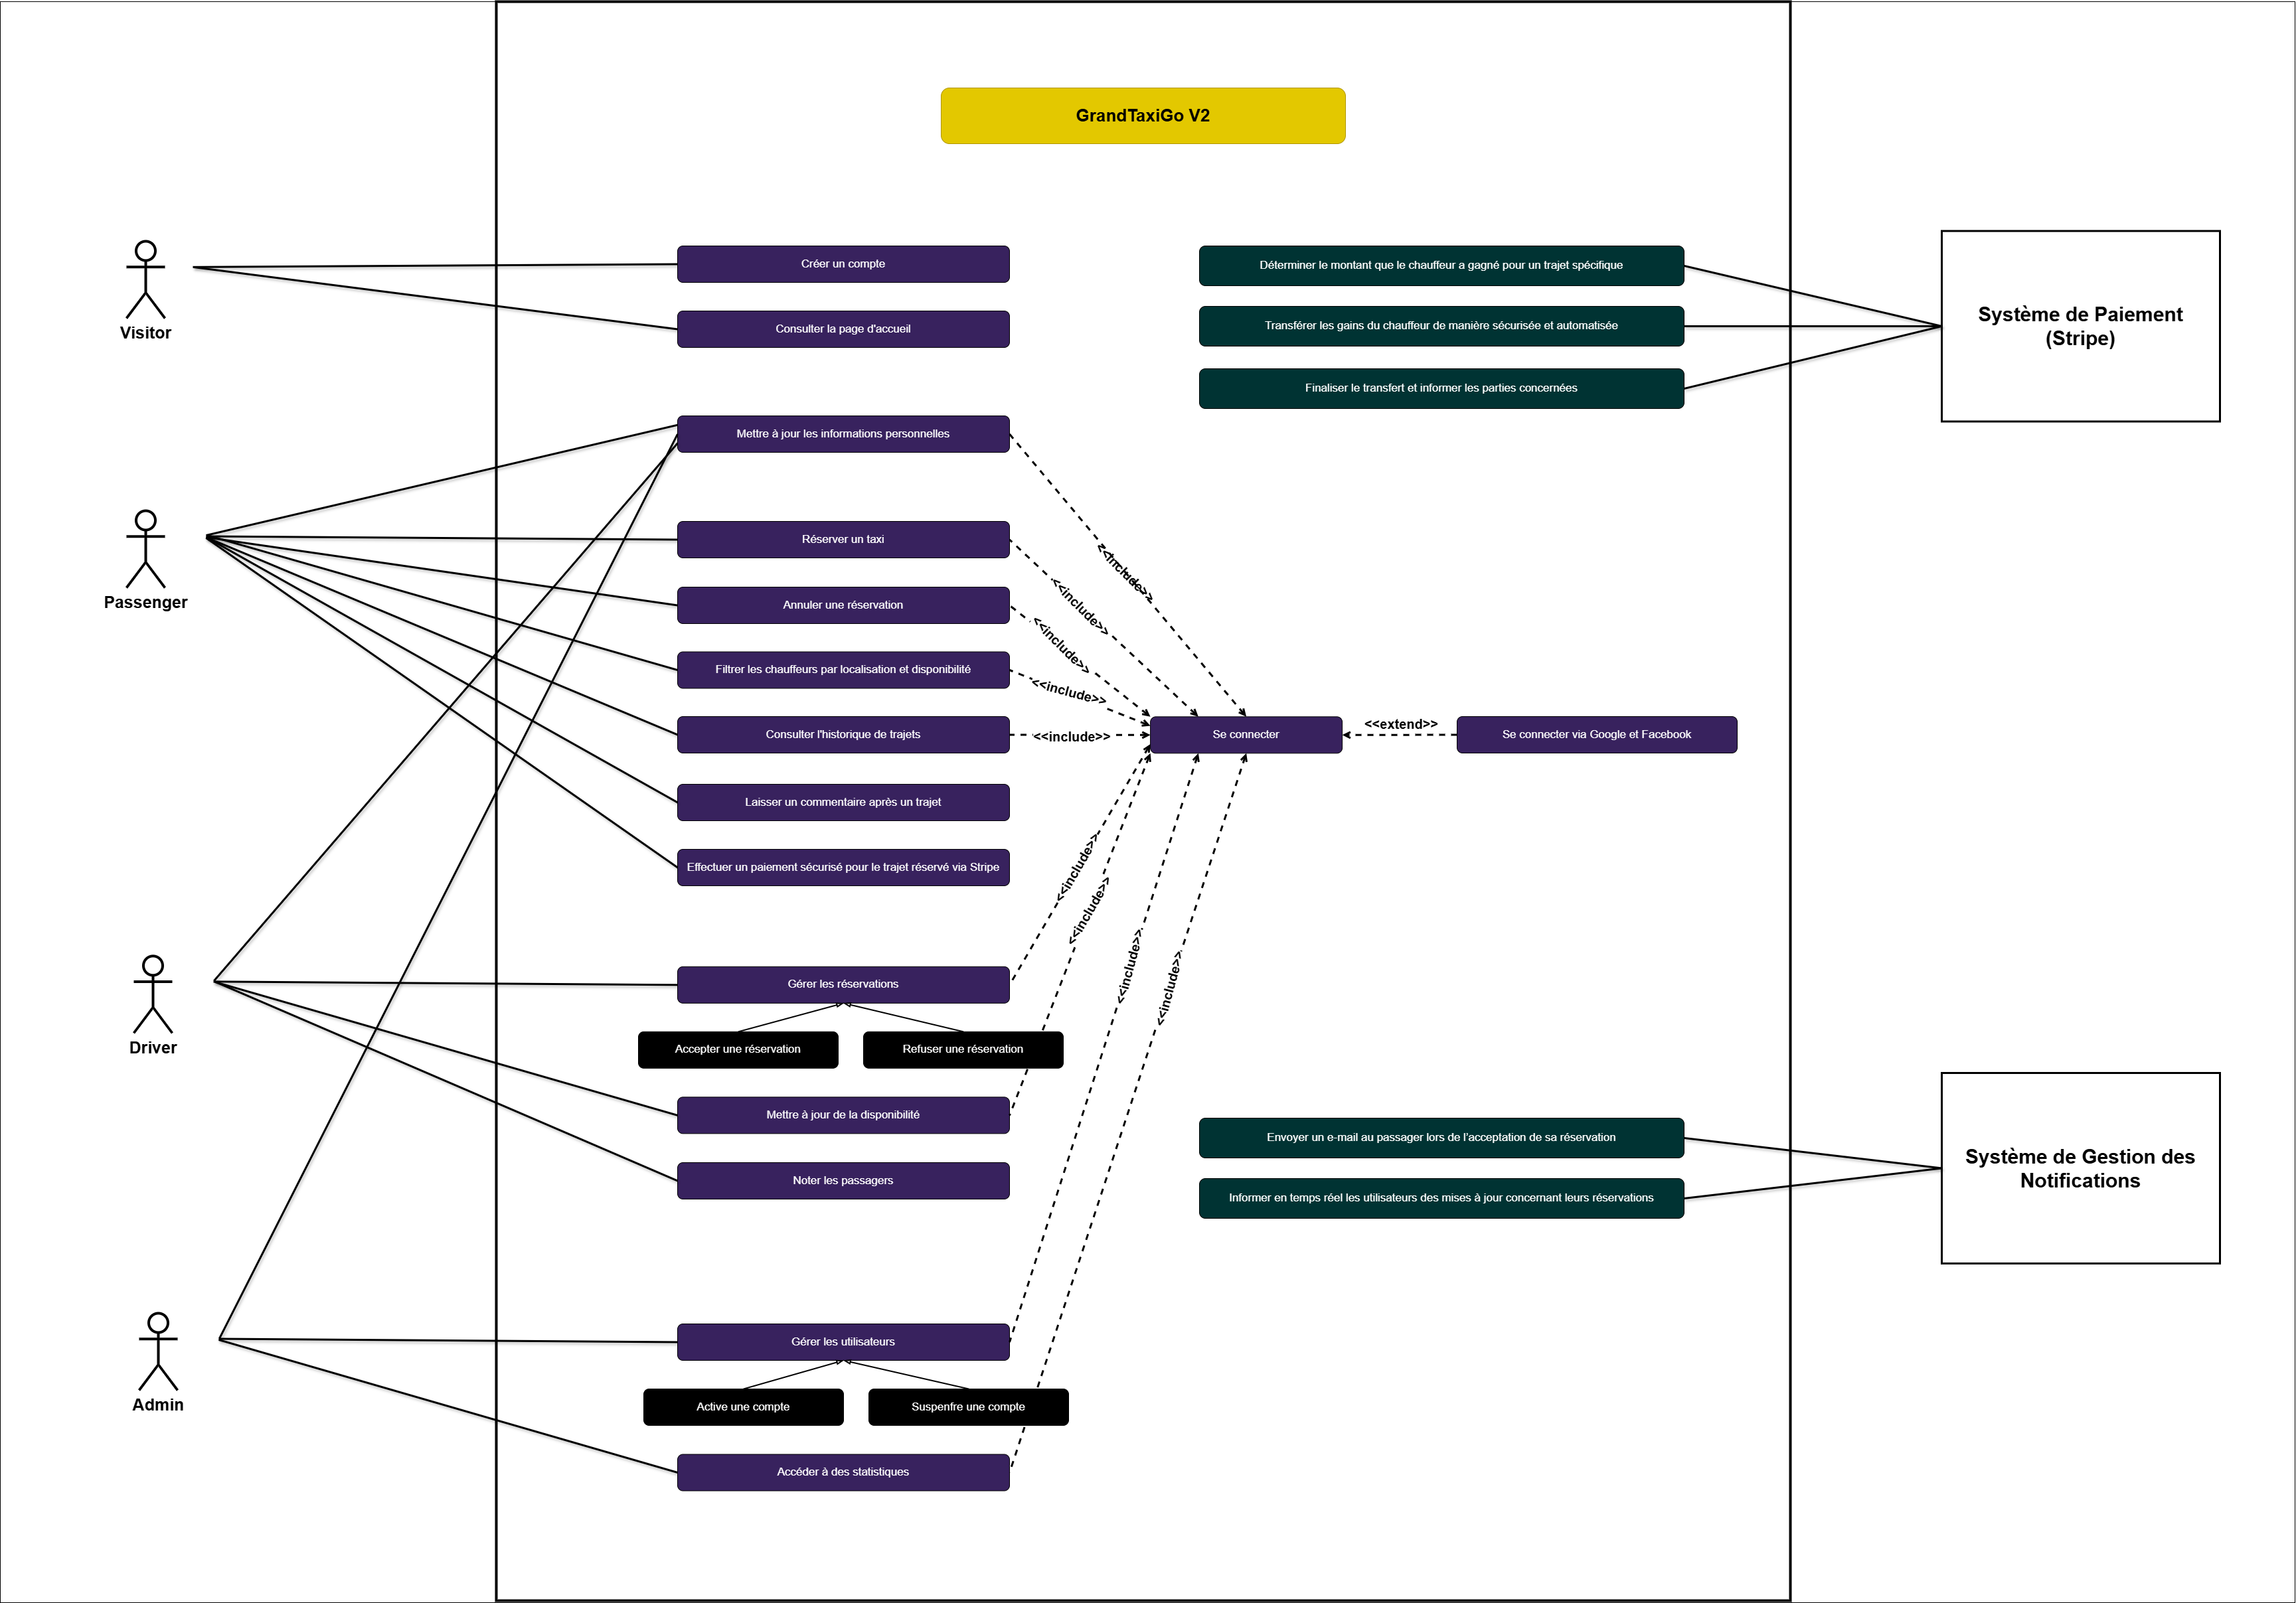 GrandTaxiGo V2
Visitor
Créer un compte
Consulter la page d'accueil
Déterminer le montant que le chauffeur a gagné pour un trajet spécifique
Transférer les gains du chauffeur de manière sécurisée et automatisée
Finaliser le transfert et informer les parties concernées
Système de Paiement
(Stripe)
Passenger
Mettre à jour les informations personnelles
Réserver un taxi
Annuler une réservation
Filtrer les chauffeurs par localisation et disponibilité
Consulter l'historique de trajets
Laisser un commentaire après un trajet
Effectuer un paiement sécurisé pour le trajet réservé via Stripe
<<include>>
<<include>>
<<include>>
<<include>>
<<include>>
Se connecter
<<extend>>
Se connecter via Google et Facebook
<<include>>
<<include>>
<<include>>
<<include>>
Driver
Gérer les réservations
Accepter une réservation
Refuser une réservation
Mettre à jour de la disponibilité
Noter les passagers
Envoyer un e-mail au passager lors de l'acceptation de sa réservation
Informer en temps réel les utilisateurs des mises à jour concernant leurs réservations
Système de Gestion des
Notifications
Admin
Gérer les utilisateurs
Active une compte
Suspenfre une compte
Accéder à des statistiques